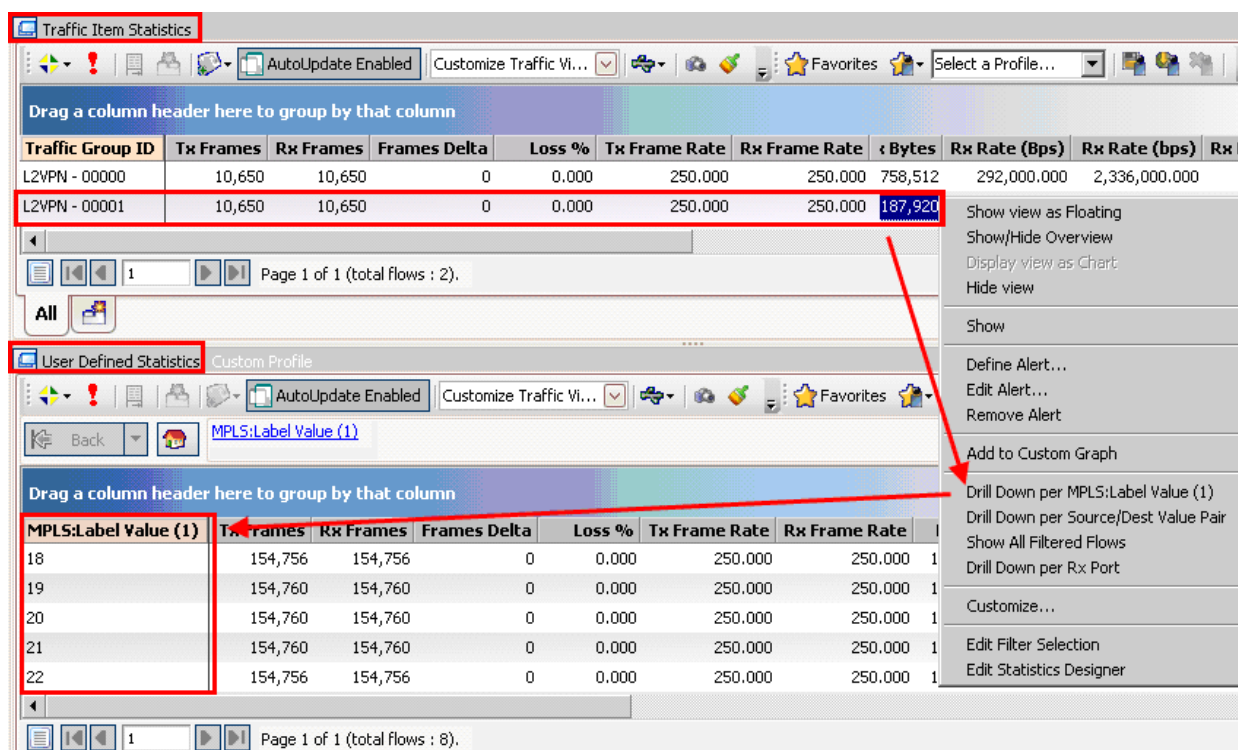 Traffic Item Statistics
AutoUpdate Enabled Customize Traffic Vi... Favorites Select a Profile...
Drag a column header here to group by that column
Traffic Group ID Tx Frames Rx Frames Frames Delta Loss % Tx Frame Rate Rx Frame Rate Bytes Rx Rate (Bps) Rx Rate (bps) Rx
L2VPN - 00000 10,650 10,650 0 0.000 250.000 250.000 758,512 292,000.000 2,336,000.000
L2VPN - 00001 10,650 10,650 0 0.000 250.000 250.000 187,920
1 Page 1 of 1 (total flows : 2).
All
Show view as Floating
Show/Hide Overview
Display view as Chart
Hide view
Show
Define Alert...
Edit Alert...
Remove Alert
Add to Custom Graph
Drill Down per MPLS:Label Value (1)
Drill Down per Source/Dest Value Pair
Show All Filtered Flows
Drill Down per Rx Port
Customize...
Edit Filter Selection
Edit Statistics Designer
User Defined Statistics Custom Profile
AutoUpdate Enabled Customize Traffic Vi... Favorites
Back MPLS:Label Value (1)
Drag a column header here to group by that column
MPLS:Label Value (1) Tx Frames Rx Frames Frames Delta Loss % Tx Frame Rate Rx Frame Rate
18 154,756 154,756 0 0.000 250.000 250.000 1
19 154,760 154,760 0 0.000 250.000 250.000 1
20 154,760 154,760 0 0.000 250.000 250.000 1
21 154,760 154,760 0 0.000 250.000 250.000 1
22 154,756 154,756 0 0.000 250.000 250.000 1
1 Page 1 of 1 (total flows : 8).